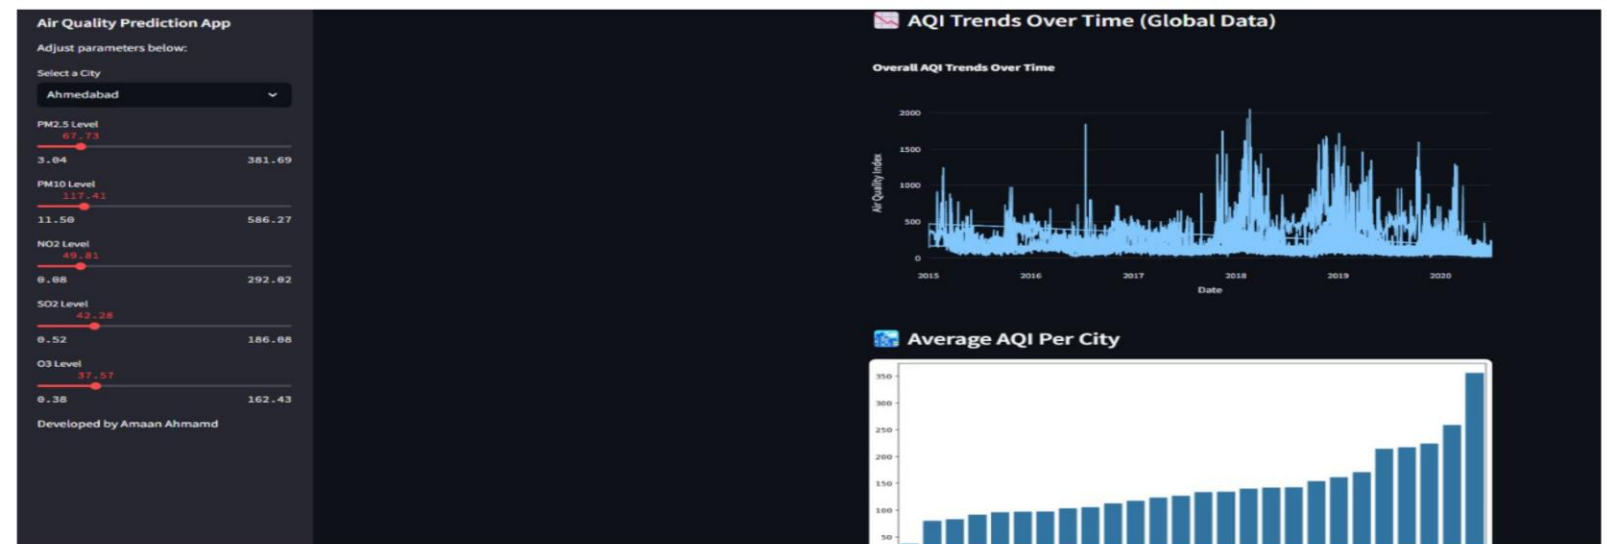 Air Quality Prediction App
Adjust parameters below:
Select a City
Ahmedabad
PM2.5 Level
67.73
3.04 381.69
PM10 Level
117.41
11.50 586.27
NO2 Level
49.81
0.08 292.02
SO2 Level
42.28
0.52 186.08
O3 Level
37.57
0.38 162.43
Developed by Amaan Ahmamd
AQI Trends Over Time (Global Data)
Overall AQI Trends Over Time
Air Quality Index
2000
1500
1000
500
0
2015 2016 2017 2018 2019 2020
Date
Average AQI Per City
350
300
250
200
150
100
50